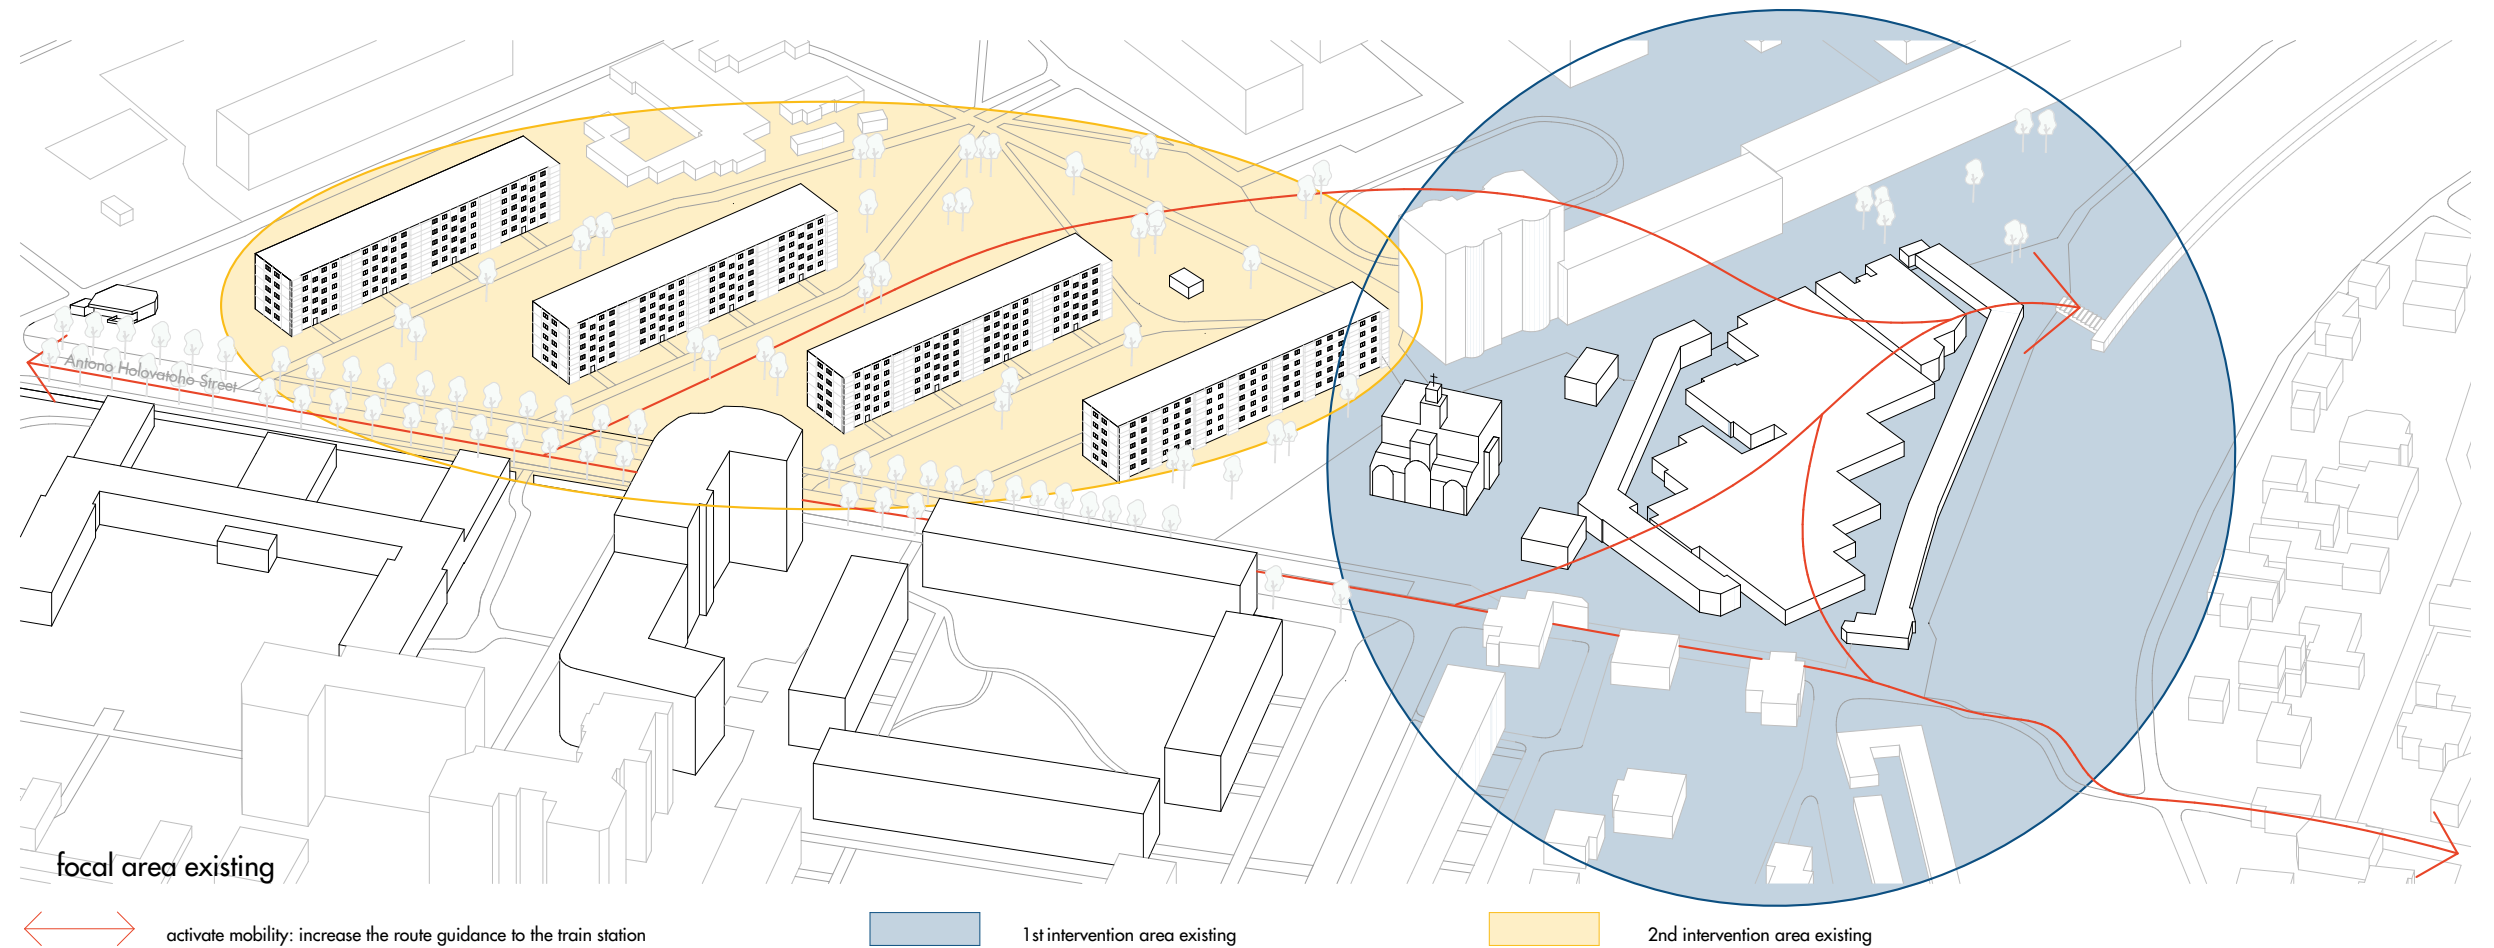 Antono Holovatoho Street
focal area existing
activate mobility: increase the route guidance to the train station
1st intervention area existing
2nd intervention area existing